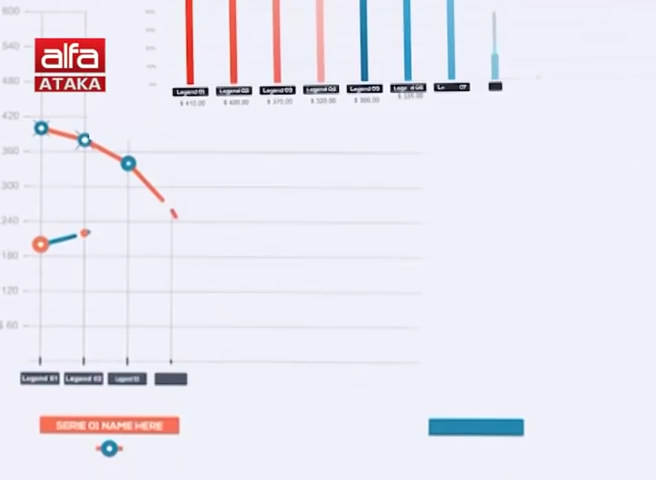 600
540
alfa
ATAKA
480
420
360
300
240
180
120
$ 60
Legend 01
Legend 02
Legend 03
Legend 04
Legend 05
$ 410.00
$ 400.00
$ 370.00
$ 320.00
$ 300.00
Legend 01
Legend 02
SERIE 01 NAME HERE